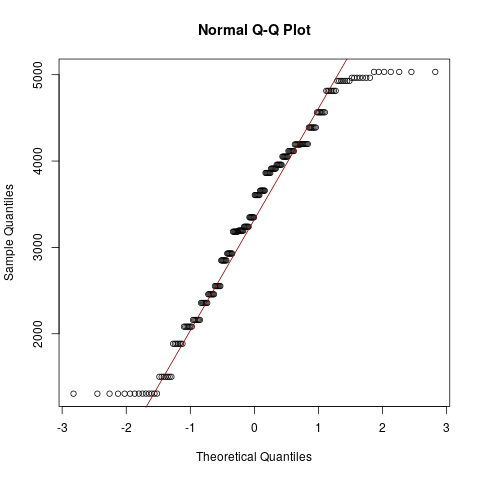 Normal Q-Q Plot
5000
4000
3000
2000
Sample Quantiles
-3 -2 -1 0 1 2 3
Theoretical Quantiles